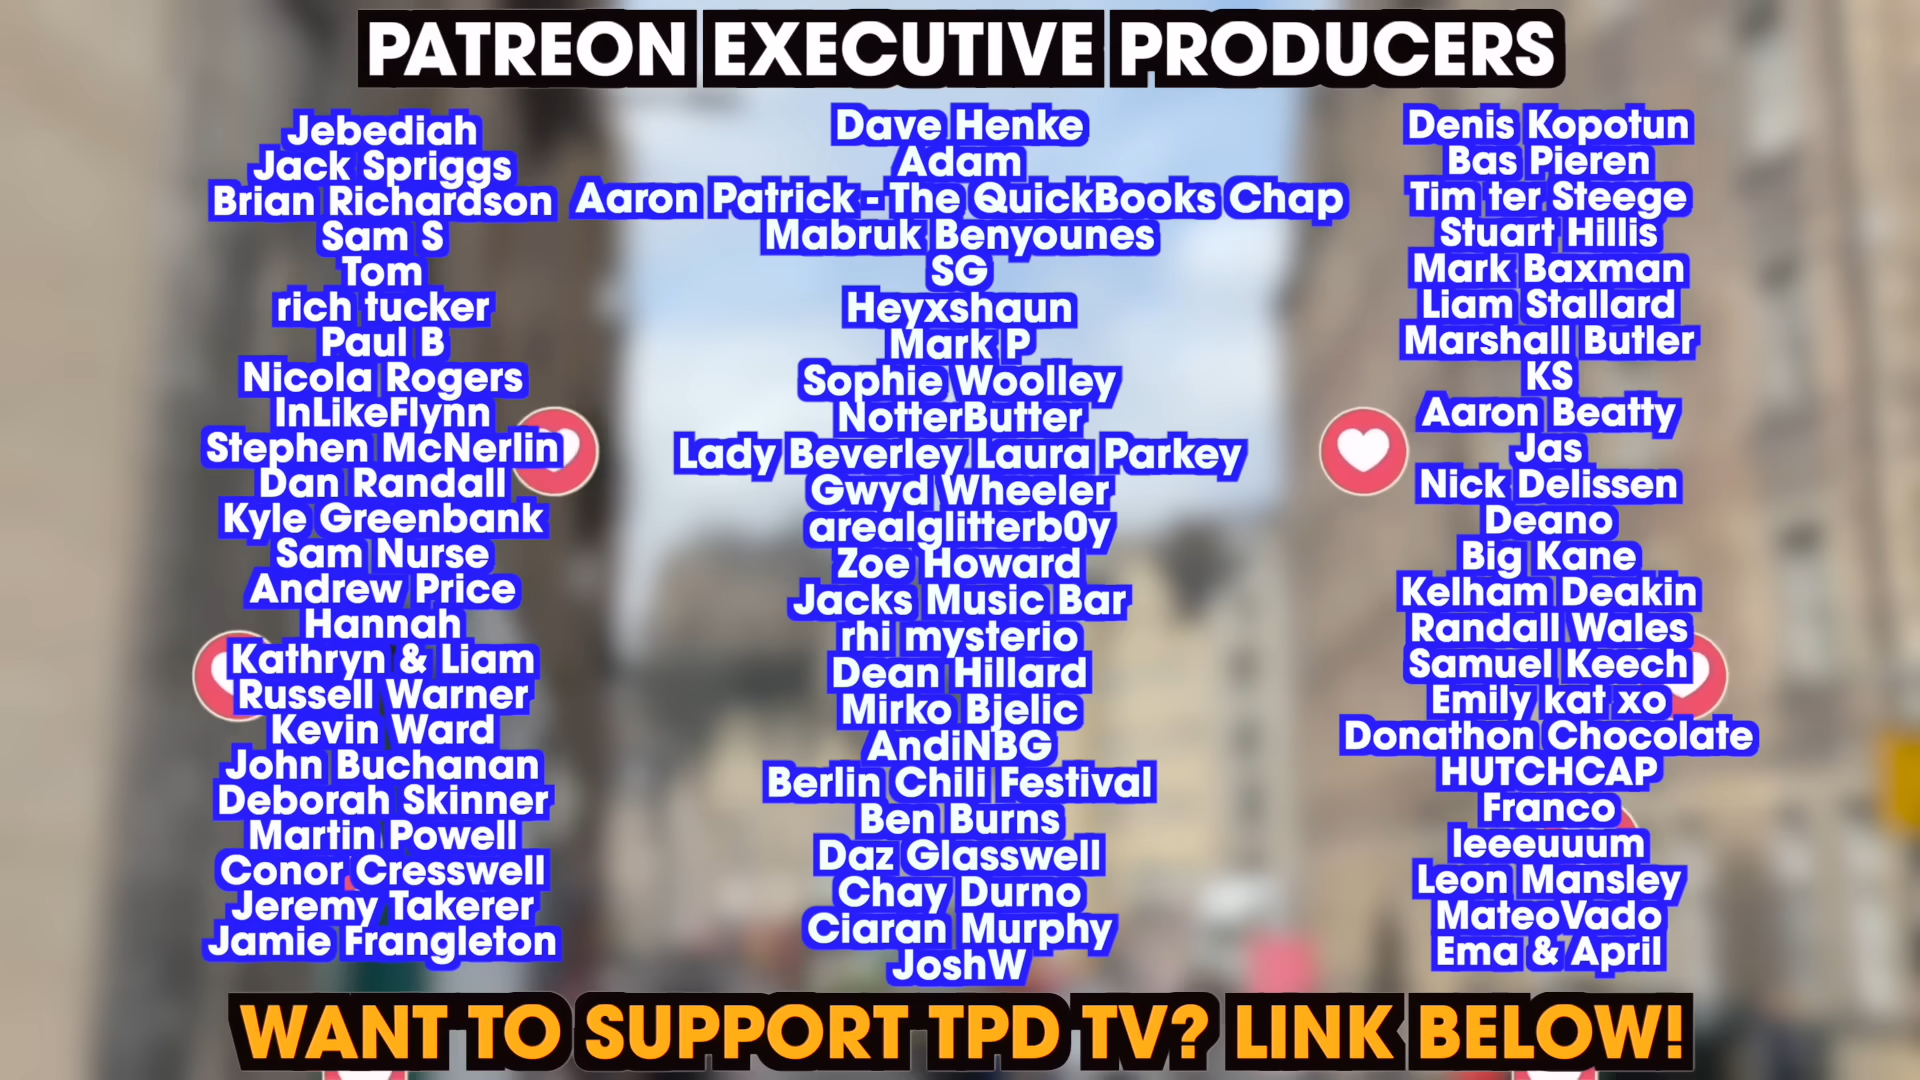 PATREON EXECUTIVE PRODUCERS
Jebediah
Jack Spriggs
Brian Richardson
Sam S
Tom
rich tucker
Paul B
Nicola Rogers
InLikeFlynn
Stephen McNerlin
Dan Randall
Kyle Greenbank
Sam Nurse
Andrew Price
Hannah
Kathryn & Liam
Russell Warner
Kevin Ward
John Buchanan
Deborah Skinner
Martin Powell
Conor Cresswell
Jeremy Takerer
Jamie Frangleton
Dave Henke
Adam
Aaron Patrick - The QuickBooks Chap
Mabruk Benyounes
SG
Heyxshaun
Mark P
Sophie Woolley
NotterButter
Lady Beverley Laura Parkey
Gwyd Wheeler
arealglitterb0y
Zoe Howard
Jacks Music Bar
rhi mysterio
Dean Hillard
Mirko Bjelic
AndiNBG
Berlin Chili Festival
Ben Burns
Daz Glasswell
Chay Durno
Ciaran Murphy
JoshW
Denis Kopotun
Bas Pieren
Tim ter Steege
Stuart Hillis
Mark Baxman
Liam Stallard
Marshall Butler
KS
Aaron Beatty
Jas
Nick Delissen
Deano
Big Kane
Kelham Deakin
Randall Wales
Samuel Keech
Emily kat xo
Donathon Chocolate
HUTCHCAP
Franco
leeeuuum
Leon Mansley
MateoVado
Ema & April
WANT TO SUPPORT TPD TV? LINK BELOW!